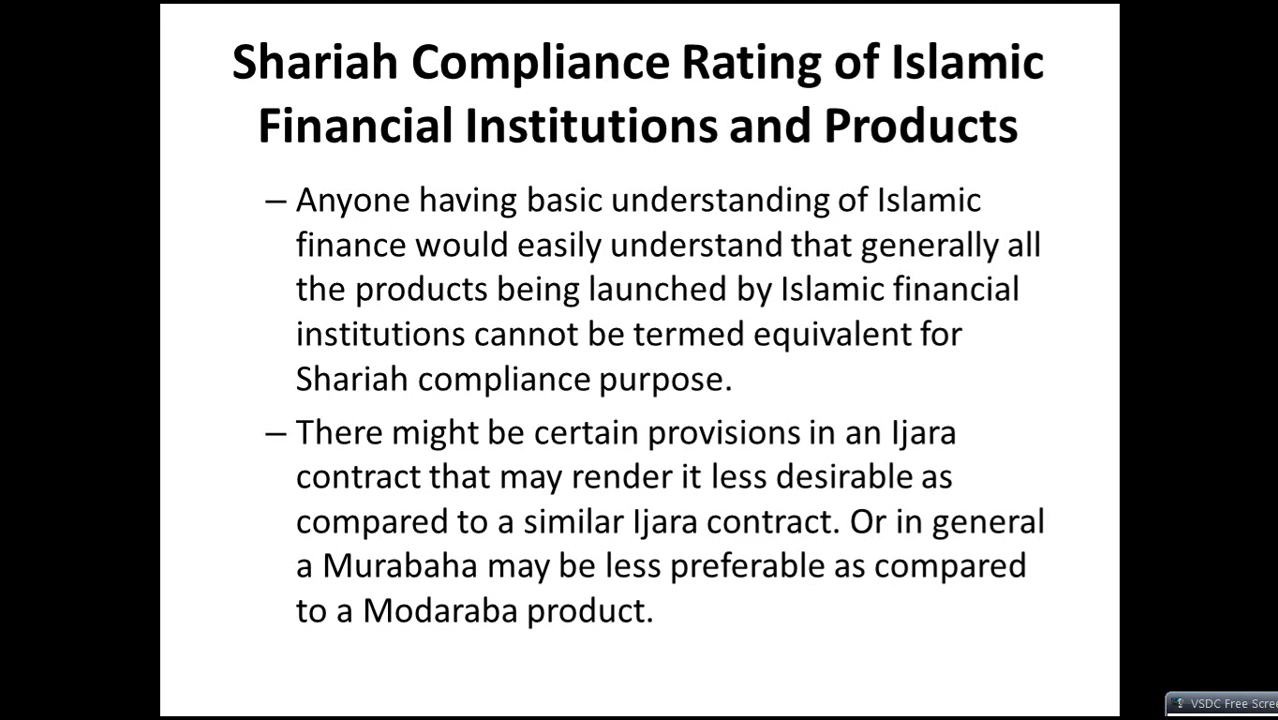 Shariah Compliance Rating of Islamic
Financial Institutions and Products
– Anyone having basic understanding of Islamic
finance would easily understand that generally all
the products being launched by Islamic financial
institutions cannot be termed equivalent for
Shariah compliance purpose.
– There might be certain provisions in an Ijara
contract that may render it less desirable as
compared to a similar Ijara contract. Or in general
a Murabaha may be less preferable as compared
to a Modaraba product.
VSDC Free Scree